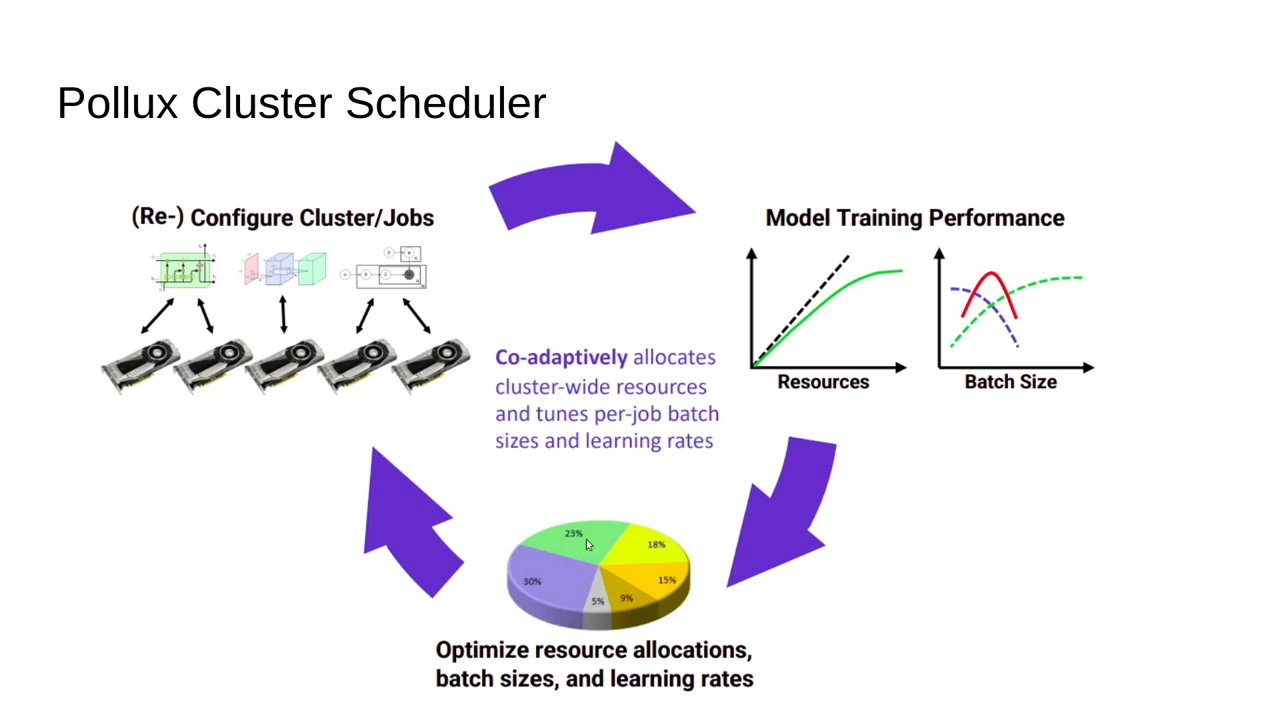 Pollux Cluster Scheduler
(Re-) Configure Cluster/Jobs
Model Training Performance
Resources
Batch Size
Co-adaptively allocates
cluster-wide resources
and tunes per-job batch
sizes and learning rates
23%
18%
15%
9%
5%
30%
Optimize resource allocations,
batch sizes, and learning rates